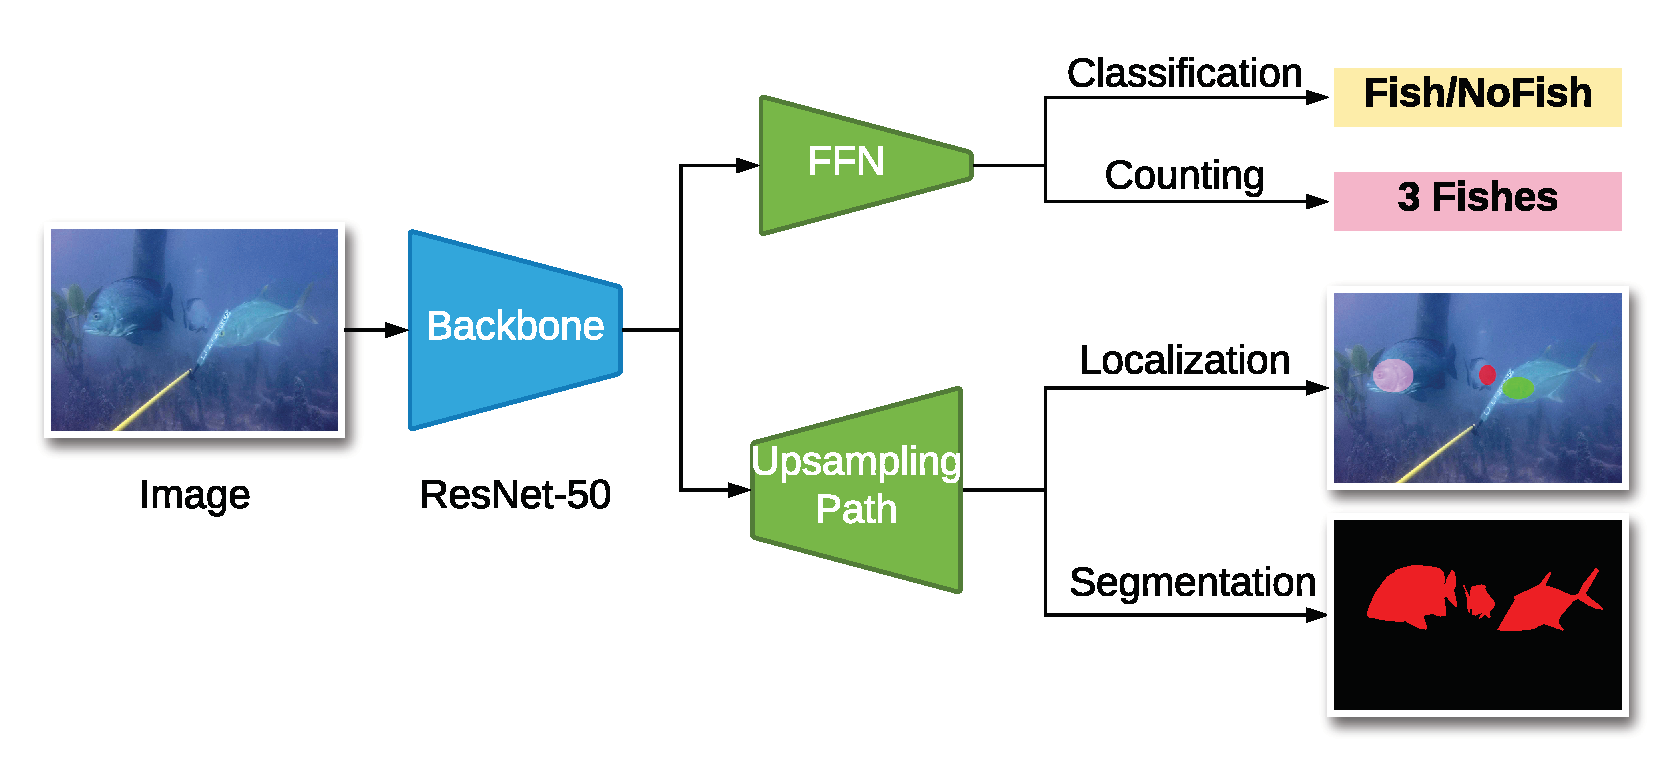 Image
Backbone
ResNet-50
FFN
Classification
Fish/NoFish
Counting
3 Fishes
Upsampling
Path
Localization
Segmentation